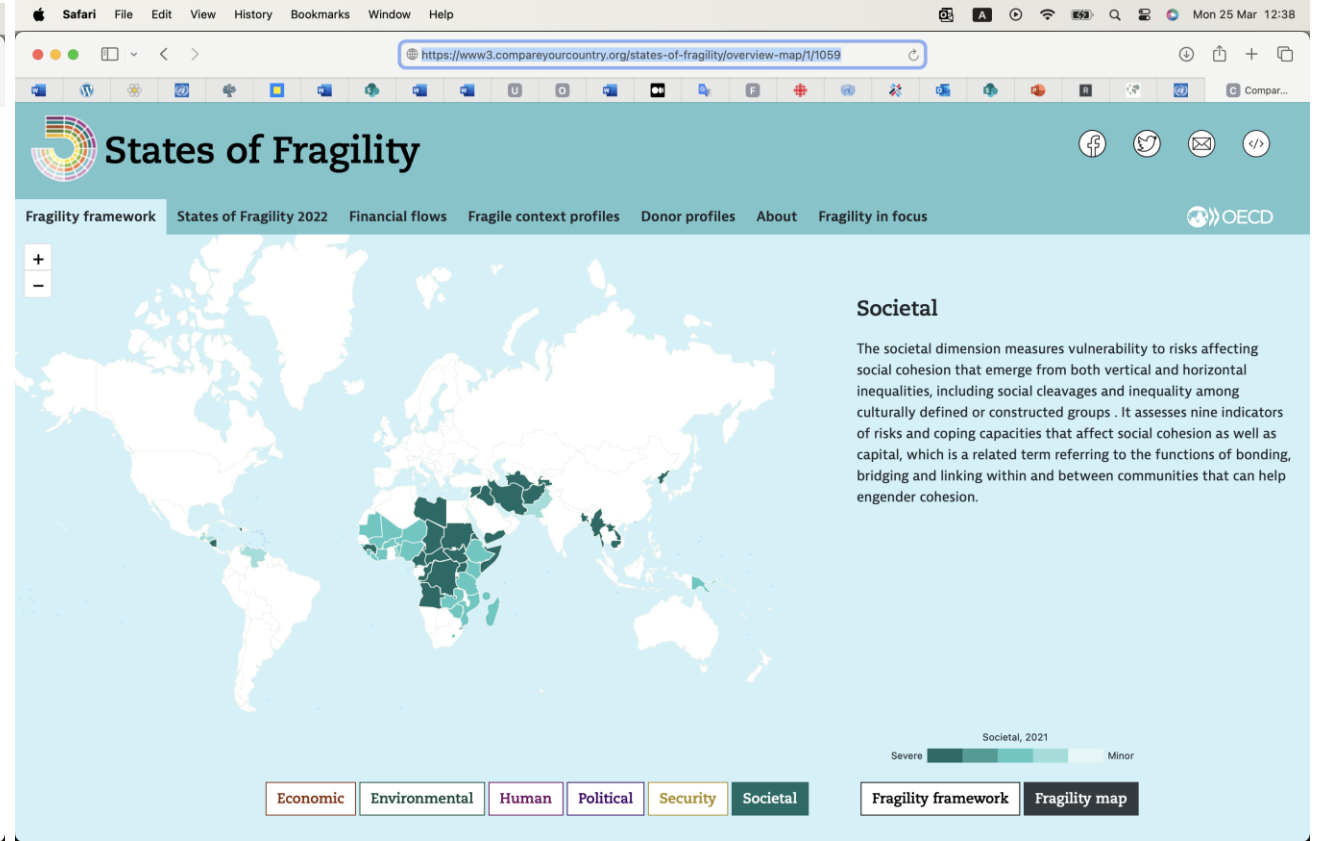 Safari File Edit View History Bookmarks Window Help
A
Mon 25 Mar 12:38
https://www3.compareyourcountry.org/states-of-fragility/overview-map/1/1059
U O F R C Compar...
States of Fragility
Fragility framework States of Fragility 2022 Financial flows Fragile context profiles Donor profiles About Fragility in focus
OECD
+
−
Societal
The societal dimension measures vulnerability to risks affecting
social cohesion that emerge from both vertical and horizontal
inequalities, including social cleavages and inequality among
culturally defined or constructed groups . It assesses nine indicators
of risks and coping capacities that affect social cohesion as well as
capital, which is a related term referring to the functions of bonding,
bridging and linking within and between communities that can help
engender cohesion.
Societal, 2021
Severe Minor
Economic Environmental Human Political Security Societal
Fragility framework Fragility map